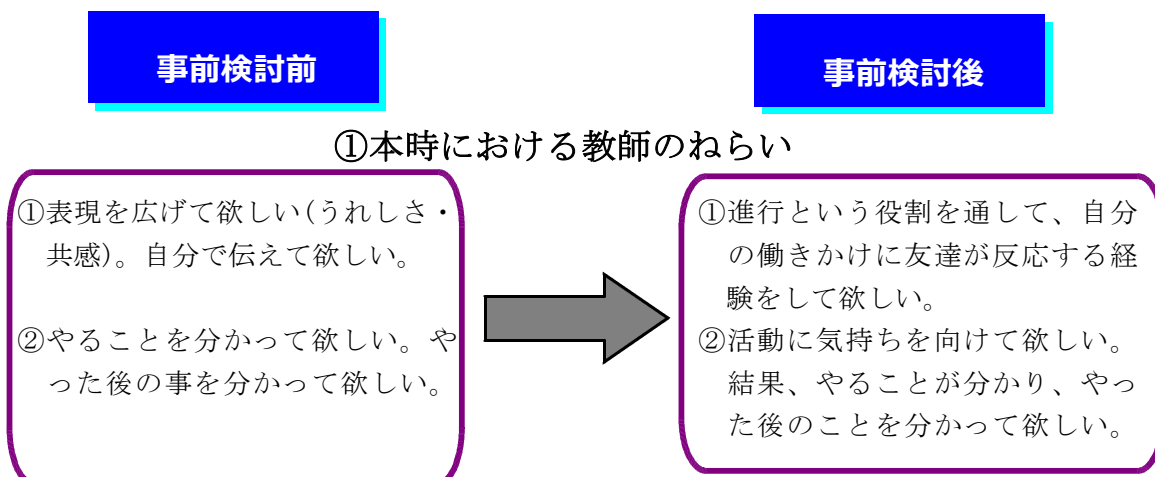 事前検討前
事前検討後
①本時における教師のねらい
①表現を広げて欲しい(うれしさ・
共感)。自分で伝えて欲しい。
②やることを分かって欲しい。や
った後の事を分かって欲しい。
①進行という役割を通して、自分
の働きかけに友達が反応する経
験をして欲しい。
②活動に気持ちを向けて欲しい。
結果、やることが分かり、やっ
た後のことを分かって欲しい。